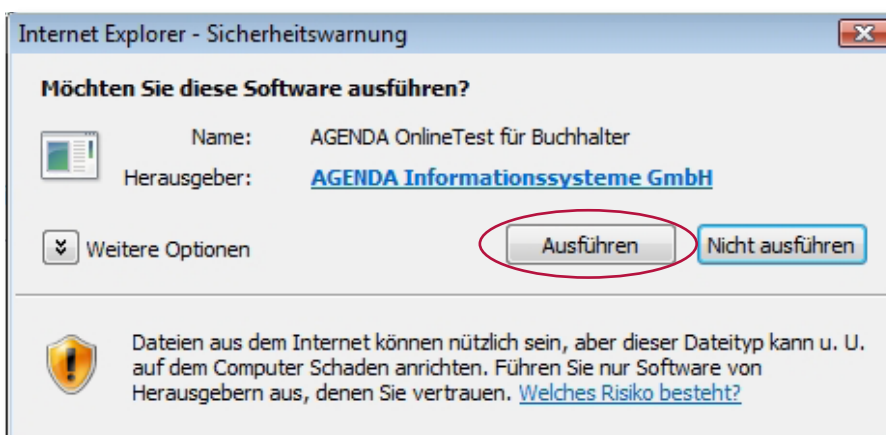 Internet Explorer - Sicherheitswarnung
Möchten Sie diese Software ausführen?
Name: AGENDA OnlineTest für Buchhalter
Herausgeber: AGENDA Informationssysteme GmbH
Weitere Optionen Ausführen Nicht ausführen
Dateien aus dem Internet können nützlich sein, aber dieser Dateityp kann u. U.
auf dem Computer Schaden anrichten. Führen Sie nur Software von
Herausgebern aus, denen Sie vertrauen. Welches Risiko besteht?